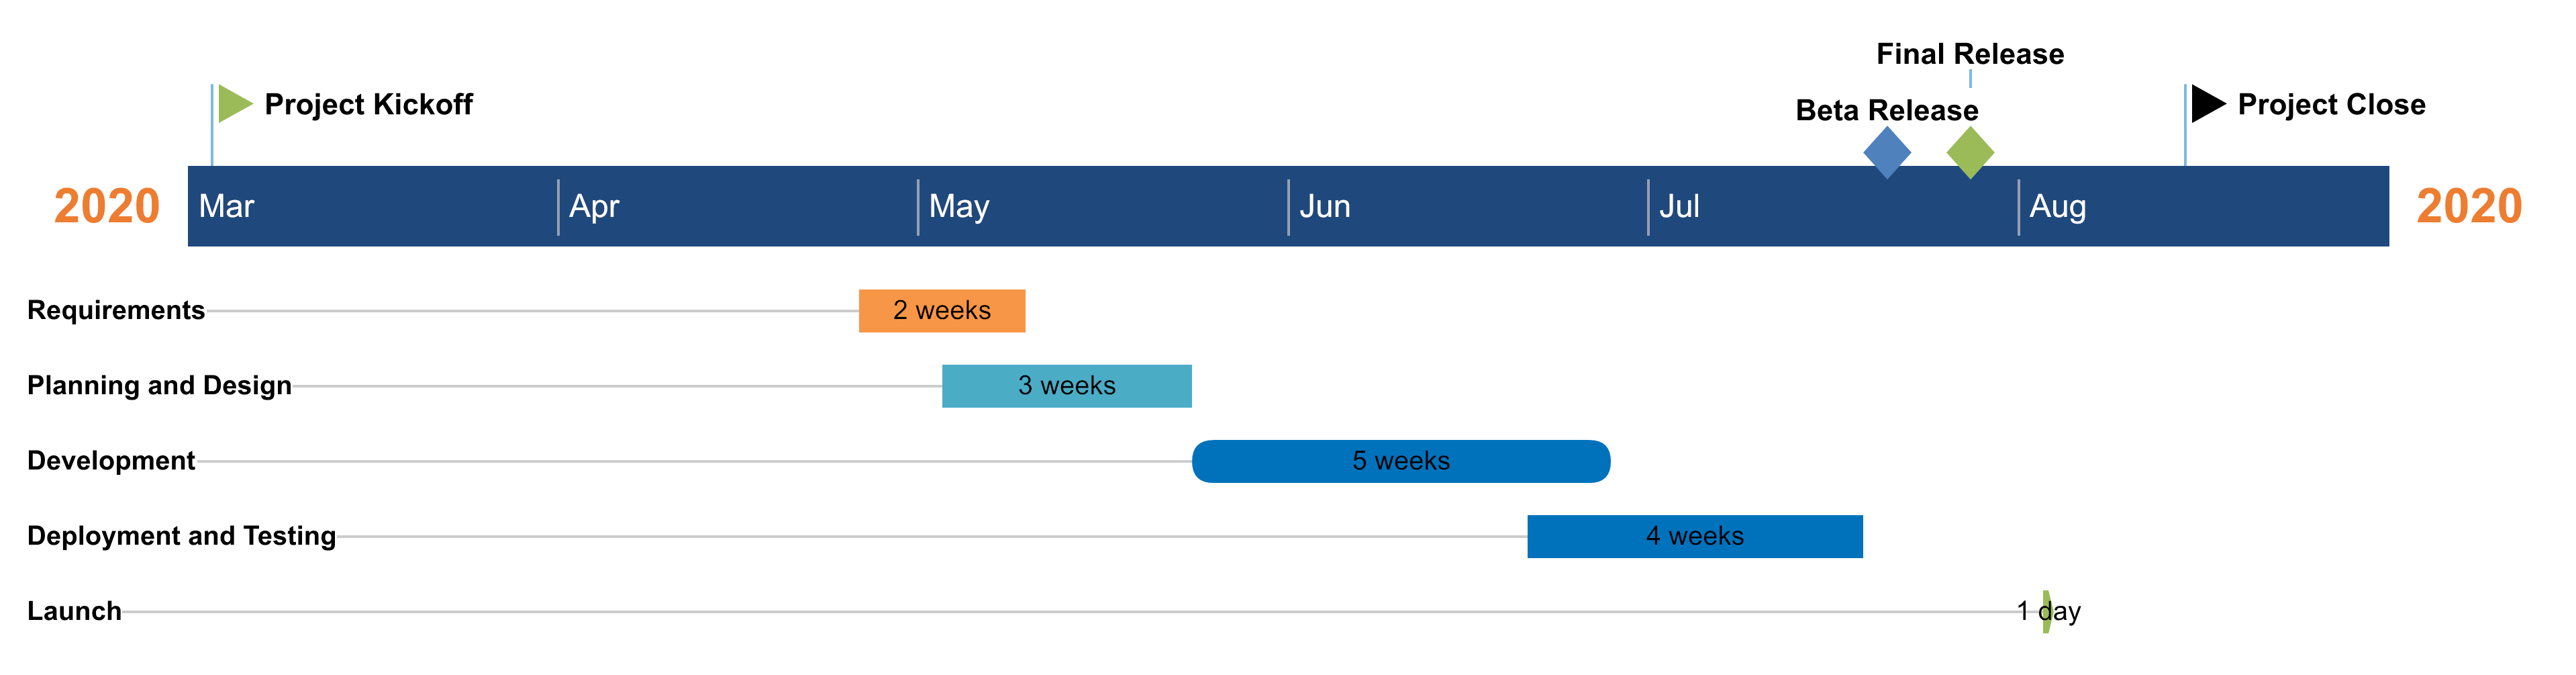 Final Release
Project Kickoff
Beta Release
Project Close
2020 Mar Apr May Jun Jul Aug 2020
Requirements 2 weeks
Planning and Design 3 weeks
Development 5 weeks
Deployment and Testing 4 weeks
Launch 1 day